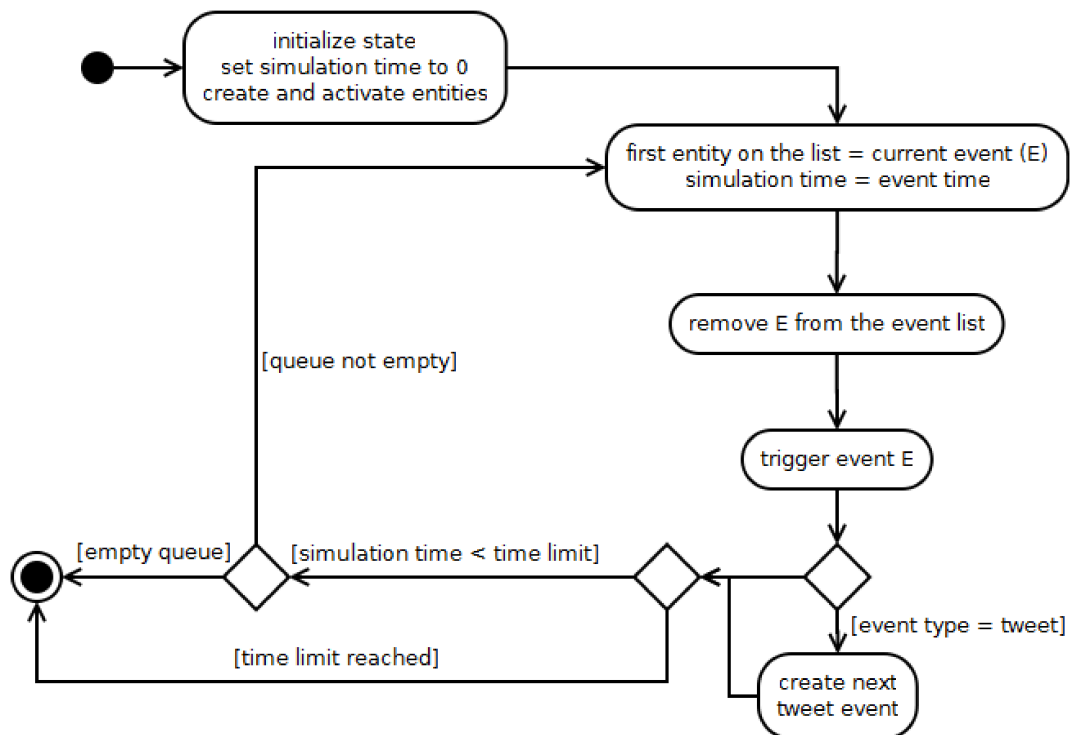 initialize state
set simulation time to 0
create and activate entities
first entity on the list = current event (E)
simulation time = event time
remove E from the event list
[queue not empty]
trigger event E
[empty queue]
[simulation time < time limit]
[event type = tweet]
[time limit reached]
create next
tweet event